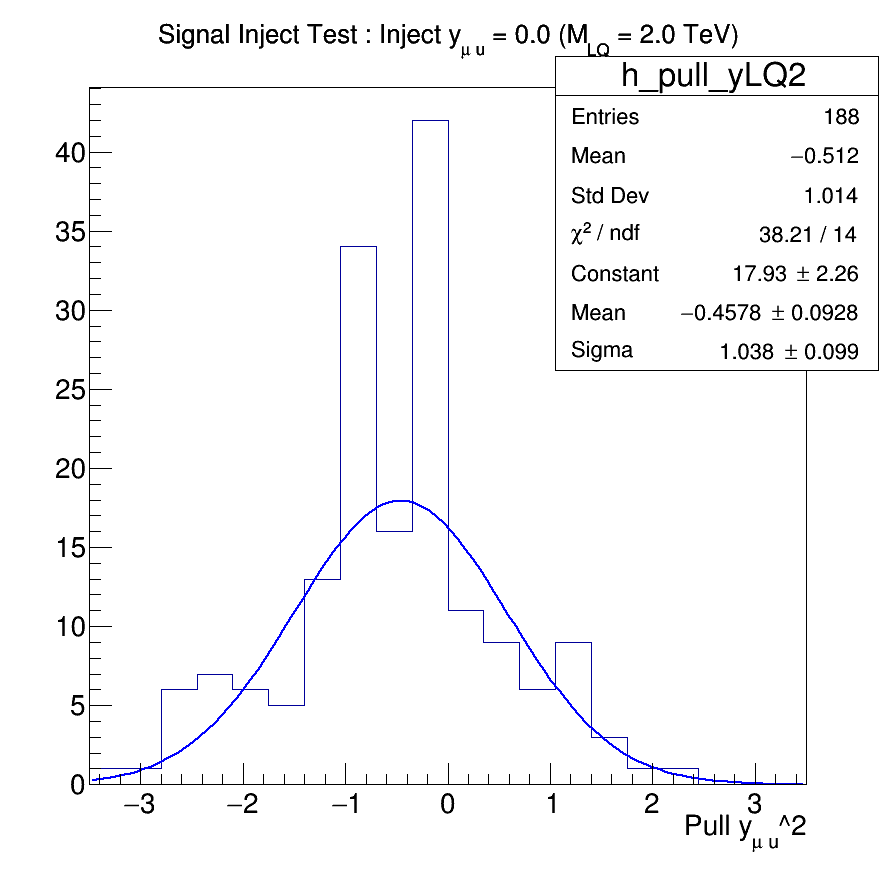 Signal Inject Test : Inject y_μ u = 0.0 (M_LQ = 2.0 TeV)
h_pull_yLQ2
Entries 188
Mean −0.512
Std Dev 1.014
χ² / ndf 38.21 / 14
Constant 17.93 ± 2.26
Mean −0.4578 ± 0.0928
Sigma 1.038 ± 0.099
40
35
30
25
20
15
10
5
0
−3 −2 −1 0 1 2 3
Pull y_μ u^2